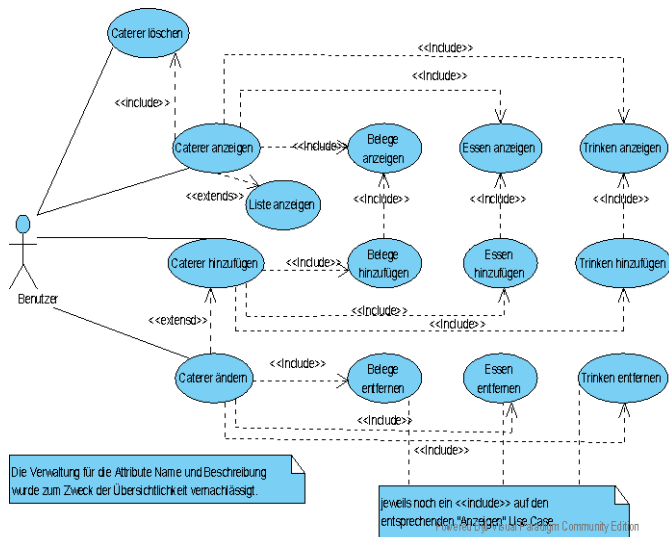 Caterer löschen
<<Include>>
<<Include>>
<<include>>
Caterer anzeigen
<<Include>>
Belege
anzeigen
Essen anzeigen
Trinken anzeigen
<<extends>>
Liste anzeigen
<<Include>>
<<Include>>
<<Include>>
Benutzer
Caterer hinzufügen
<<Include>>
Belege
hinzufügen
Essen
hinzufügen
Trinken hinzufügen
<<extensd>>
<<Include>>
<<Include>>
<<Include>>
Caterer ändern
Belege
entfernen
Essen
entfernen
Trinken entfernen
<<Include>>
<<Include>>
Die Verwaltung für die Attribute Name und Beschreibung
wurde zum Zweck der Übersichtlichkeit vernachlässigt.
jeweils noch ein <<include>> auf den
entsprechenden "Anzeigen" Use Case
Powered By Visual Paradigm Community Edition